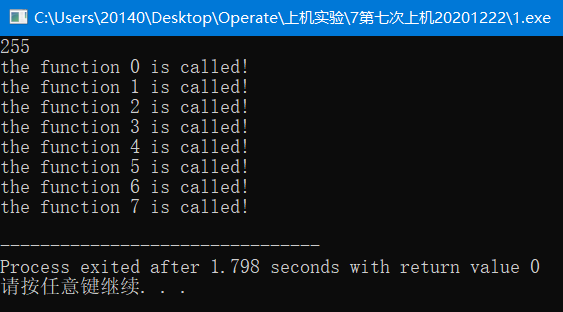 C:\Users\20140\Desktop\Operate\上机实验\7第七次上机20201222\1.exe
255
the function 0 is called!
the function 1 is called!
the function 2 is called!
the function 3 is called!
the function 4 is called!
the function 5 is called!
the function 6 is called!
the function 7 is called!
--------------------------------
Process exited after 1.798 seconds with return value 0
请按任意键继续. . .